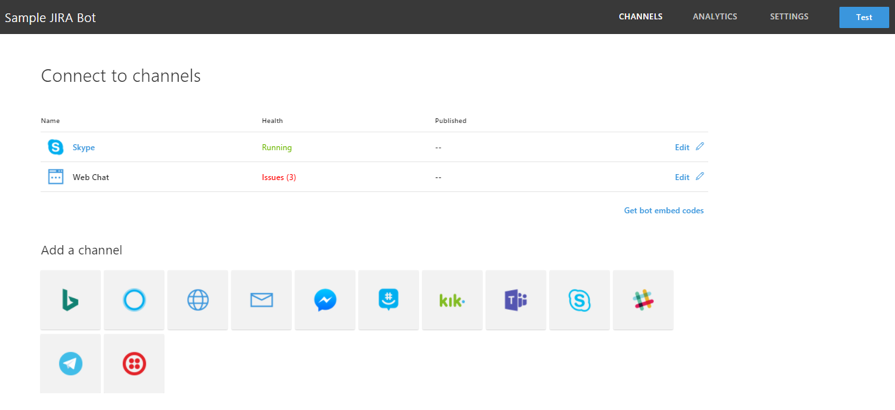 Sample JIRA Bot
CHANNELS ANALYTICS SETTINGS Test
Connect to channels
Name Health Published
Skype Running -- Edit
Web Chat Issues (3) -- Edit
Get bot embed codes
Add a channel
kik.